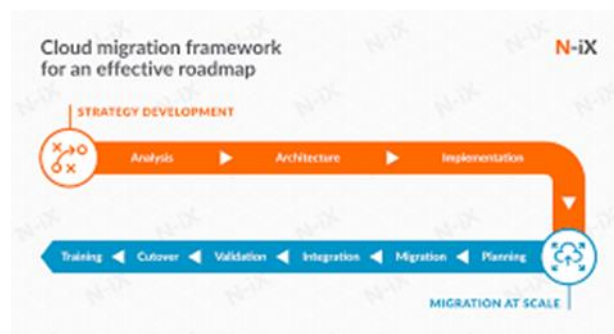 Cloud migration framework
for an effective roadmap
N-iX
STRATEGY DEVELOPMENT
Analysis
Architecture
Implementation
Training
Cutover
Validation
Integration
Migration
Planning
MIGRATION AT SCALE